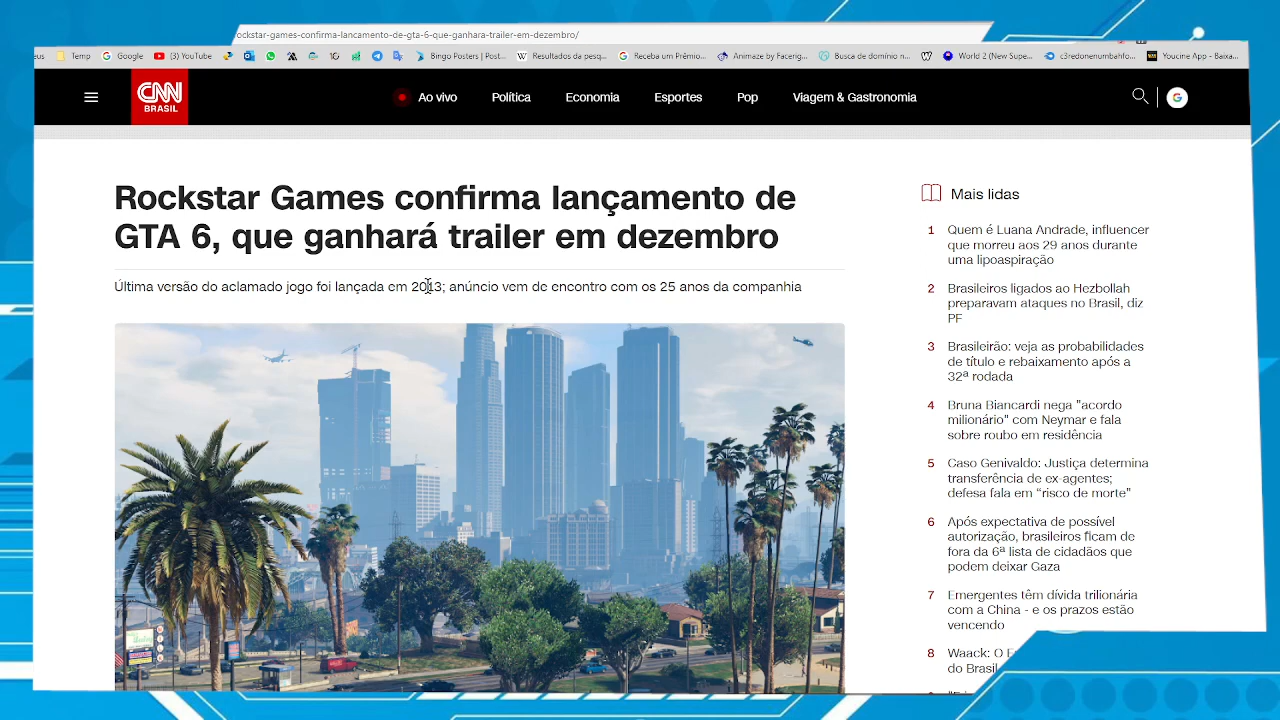 ockstar-games-confirma-lancamento-de-gta-6-que-ganhara-trailer-em-dezembro/
eus Temp Google (3) YouTube Bingo Posters | Post... Resultados da pesq... Receba um Prêmio... Animaze by Facerig... Busca de domínio n... World 2 (New Supe... c3redonenumbahfo... Youcine App - Baixa...
CNN
BRASIL
Ao vivo Política Economia Esportes Pop Viagem & Gastronomia
Rockstar Games confirma lançamento de
GTA 6, que ganhará trailer em dezembro
Última versão do aclamado jogo foi lançada em 2013; anúncio vem de encontro com os 25 anos da companhia
Mais lidas
1 Quem é Luana Andrade, influencer
que morreu aos 29 anos durante
uma lipoaspiração
2 Brasileiros ligados ao Hezbollah
preparavam ataques no Brasil, diz
PF
3 Brasileirão: veja as probabilidades
de título e rebaixamento após a
32ª rodada
4 Bruna Biancardi nega "acordo
milionário" com Neymar e fala
sobre roubo em residência
5 Caso Genivaldo: Justiça determina
transferência de ex-agentes;
defesa fala em “risco de morte”
6 Após expectativa de possível
autorização, brasileiros ficam de
fora da 6ª lista de cidadãos que
podem deixar Gaza
7 Emergentes têm dívida trilionária
com a China - e os prazos estão
vencendo
8 Waack: O
do Brasil